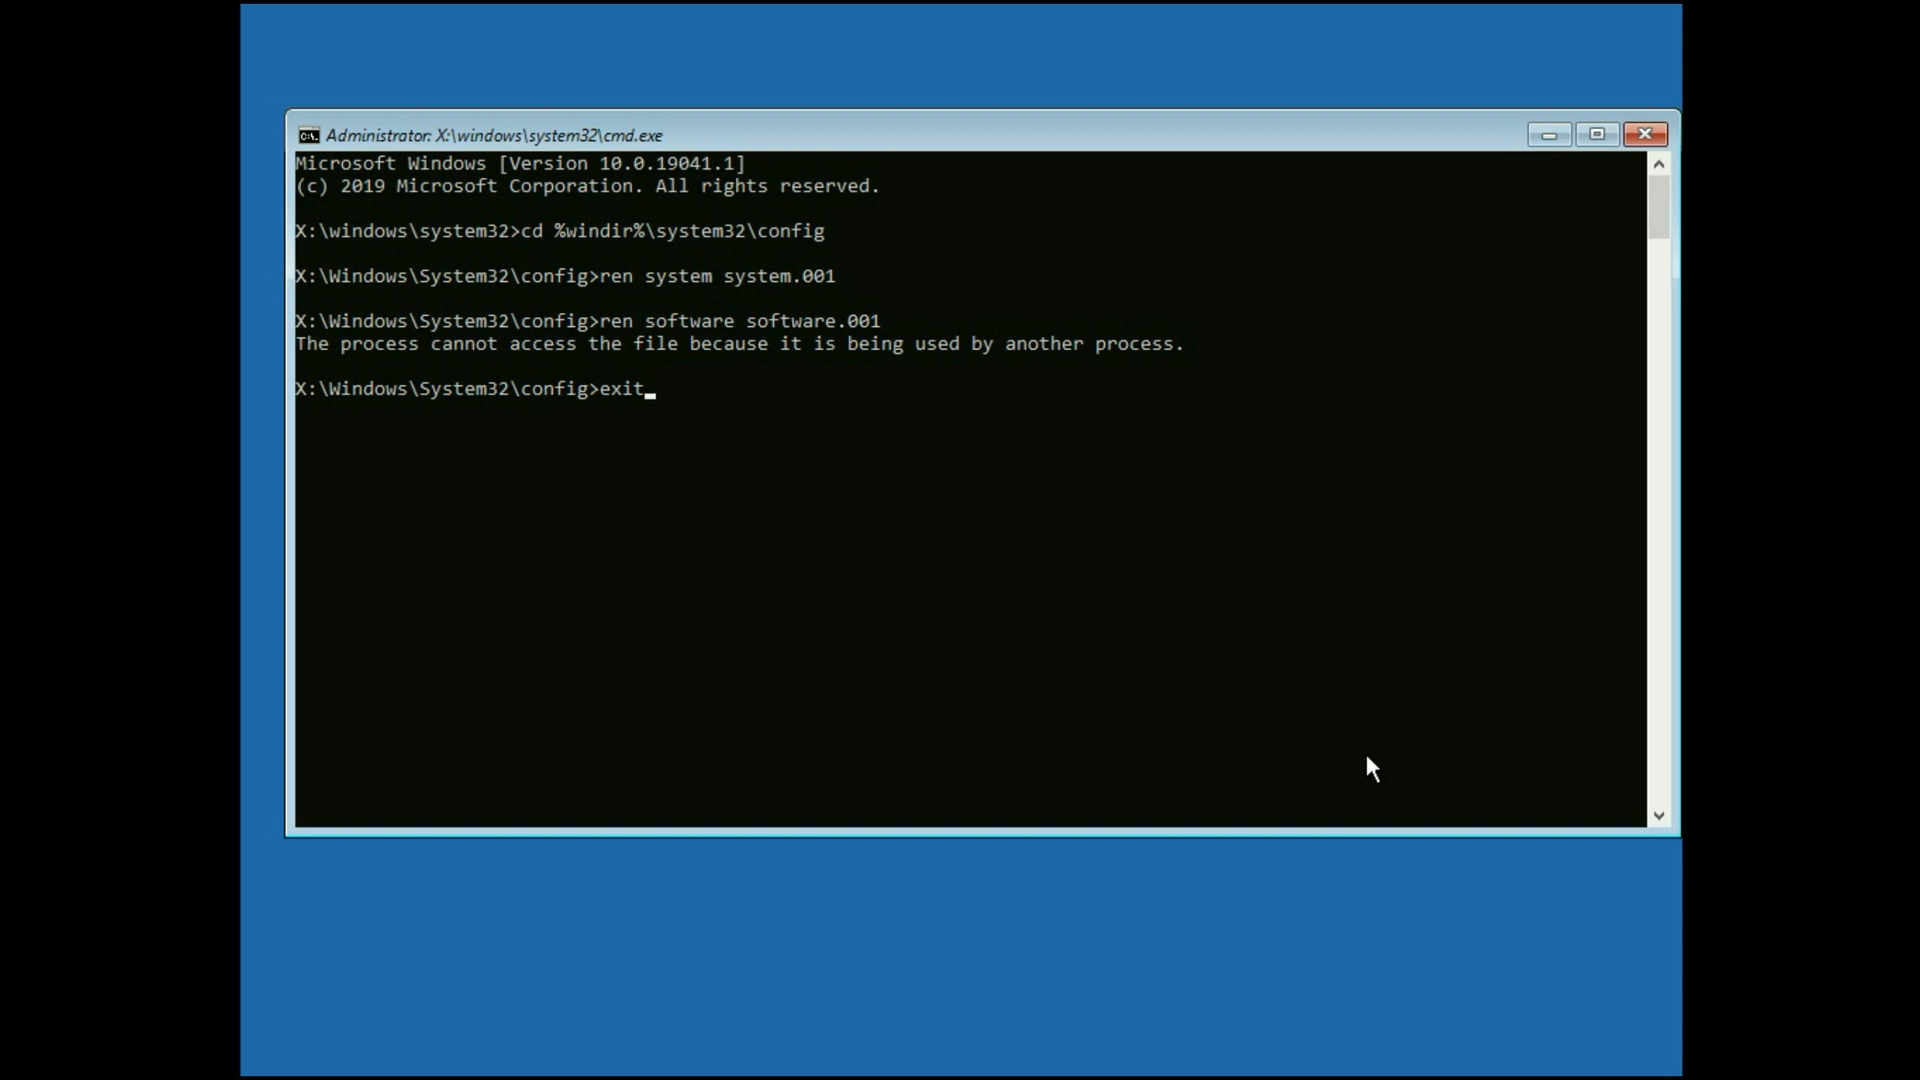 Administrator: X:\windows\system32\cmd.exe
Microsoft Windows [Version 10.0.19041.1]
(c) 2019 Microsoft Corporation. All rights reserved.
X:\windows\system32>cd %windir%\system32\config
X:\Windows\System32\config>ren system system.001
X:\Windows\System32\config>ren software software.001
The process cannot access the file because it is being used by another process.
X:\Windows\System32\config>exit